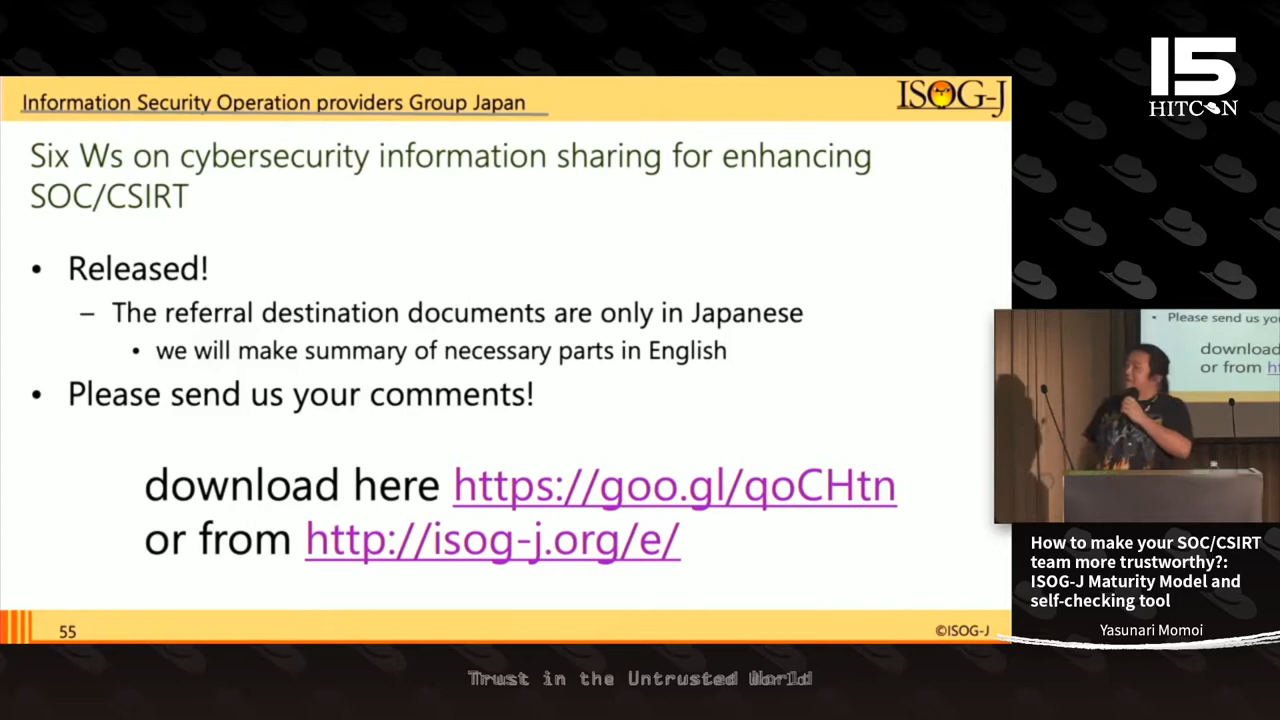 Information Security Operation providers Group Japan
ISOG-J
15
HITCON
Six Ws on cybersecurity information sharing for enhancing
SOC/CSIRT
• Released!
– The referral destination documents are only in Japanese
• we will make summary of necessary parts in English
• Please send us your comments!
download here https://goo.gl/qoCHtn
or from http://isog-j.org/e/
55
©ISOG-J
• Please send us yo
download
or from h
How to make your SOC/CSIRT
team more trustworthy?:
ISOG-J Maturity Model and
self-checking tool
Yasunari Momoi
Trust in the Untrusted World